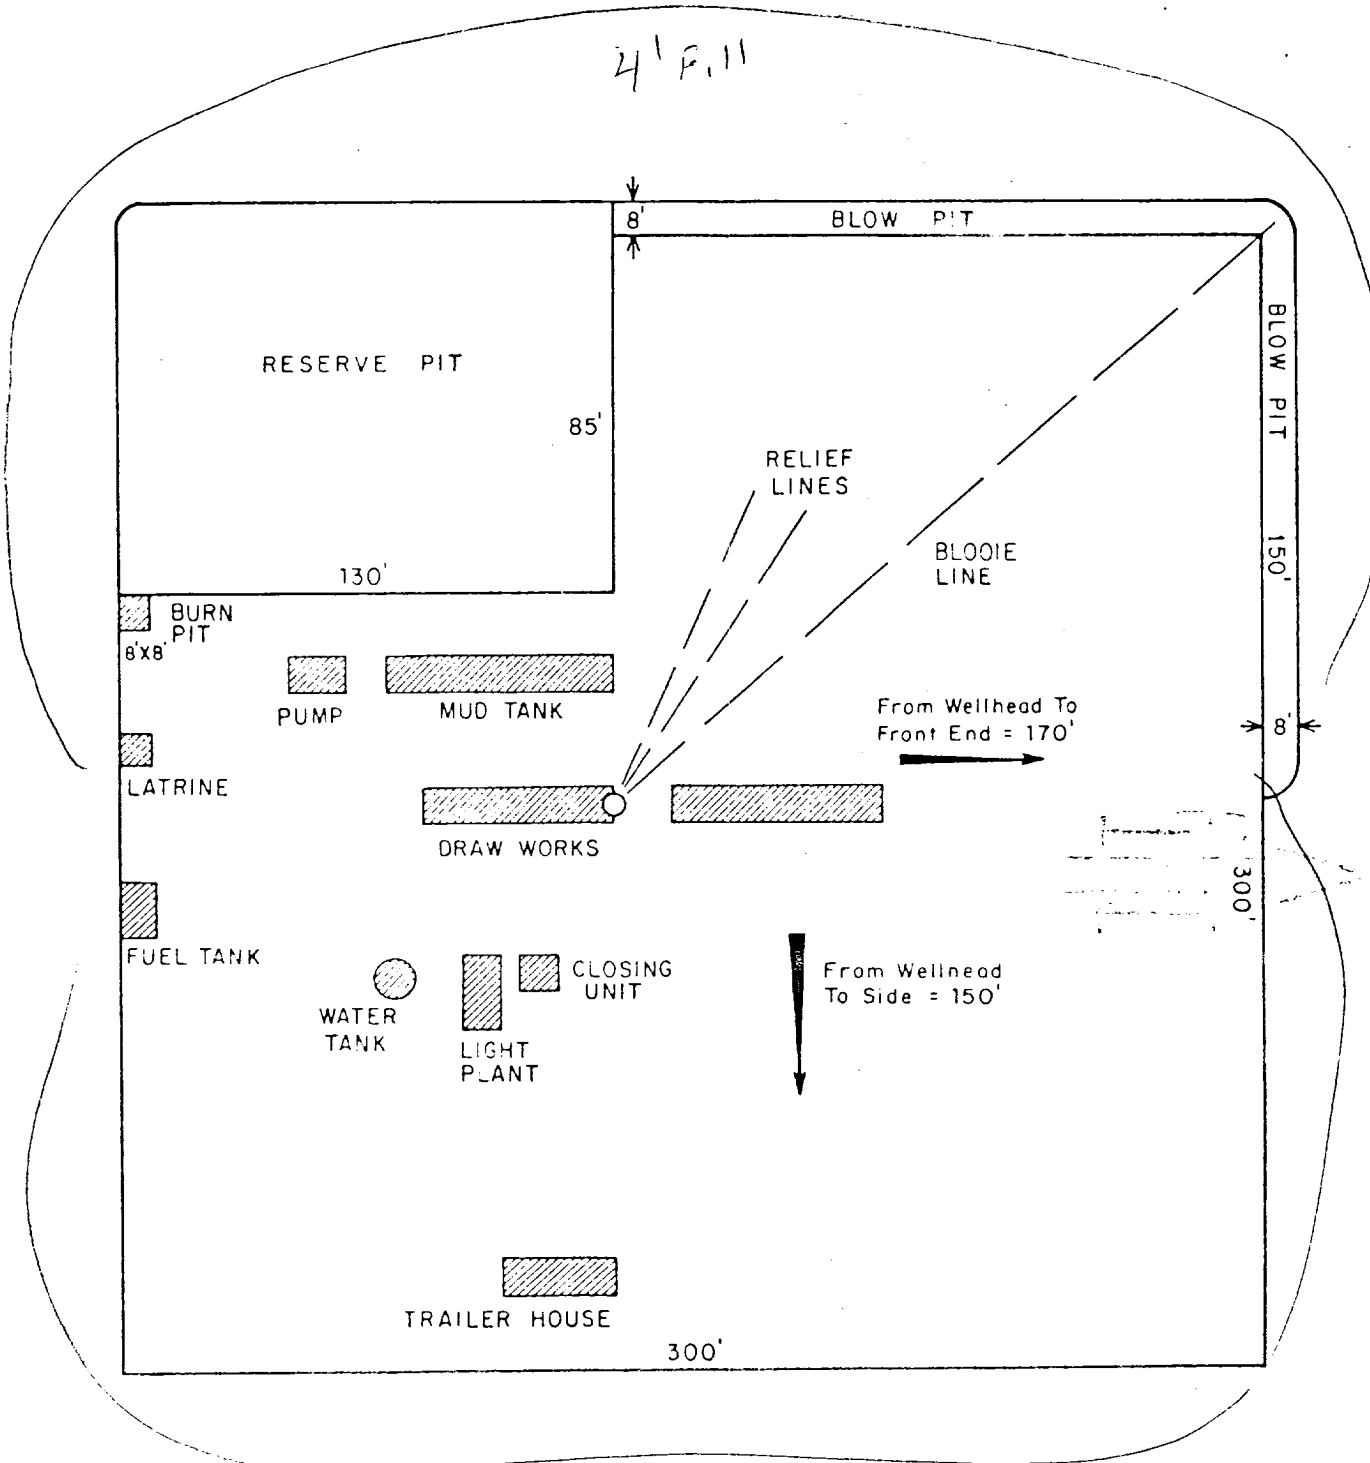 4' Fill
8'
BLOW PIT
RESERVE PIT
85'
130'
BLOW PIT
150'
RELIEF
LINES
BLOOIE
LINE
BURN
PIT
8'X8'
PUMP
MUD TANK
From Wellhead To
Front End = 170'
8'
LATRINE
DRAW WORKS
300'
FUEL TANK
WATER
TANK
LIGHT
PLANT
CLOSING
UNIT
From Wellhead
To Side = 150'
TRAILER HOUSE
300'